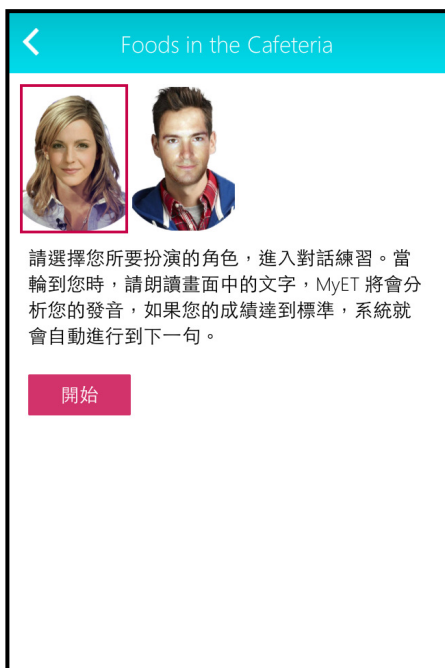 Foods in the Cafeteria
請選擇您所要扮演的角色，進入對話練習。當
輪到您時，請朗讀畫面中的文字，MyET 將會分
析您的發音，如果您的成績達到標準，系統就
會自動進行到下一句。
開始